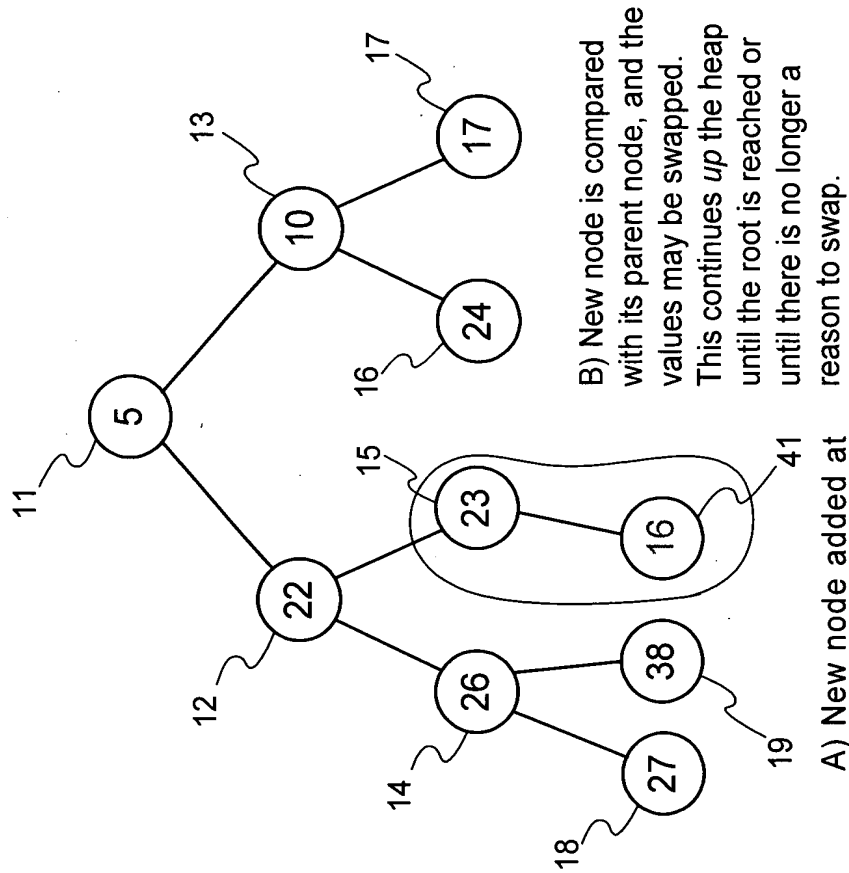 5
11
13
10
17
22
12
15
16
24
17
23
14
26
16
41
38
27
19
18
A) New node added at
B) New node is compared
with its parent node, and the
values may be swapped.
This continues up the heap
until the root is reached or
until there is no longer a
reason to swap.